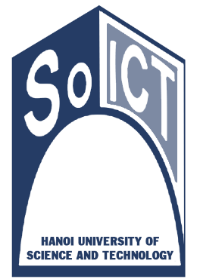 SoICT
HANOI UNIVERSITY OF
SCIENCE AND TECHNOLOGY